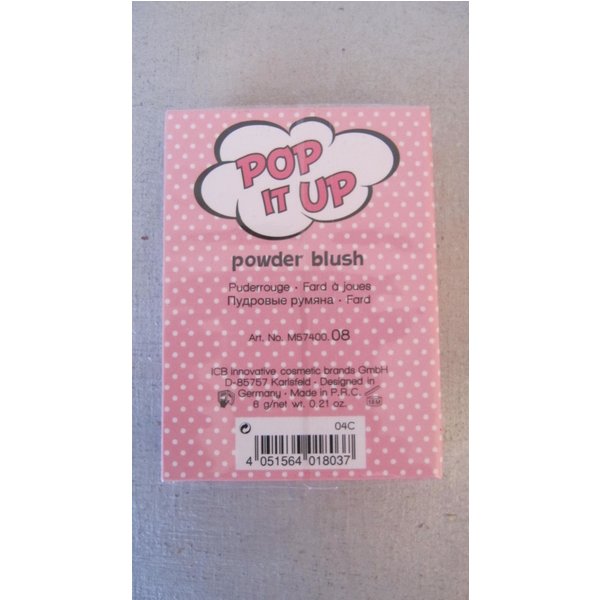 POP
IT UP
powder blush
Puderrouge · Fard à joues
Пудровые румяна · Fard
Art. No. M57400.08
ICB innovative cosmetic brands GmbH
D-85757 Karlsfeld · Designed in
Germany · Made in P.R.C.
6 g/net wt. 0.21 oz.
04C
4 051564 018037